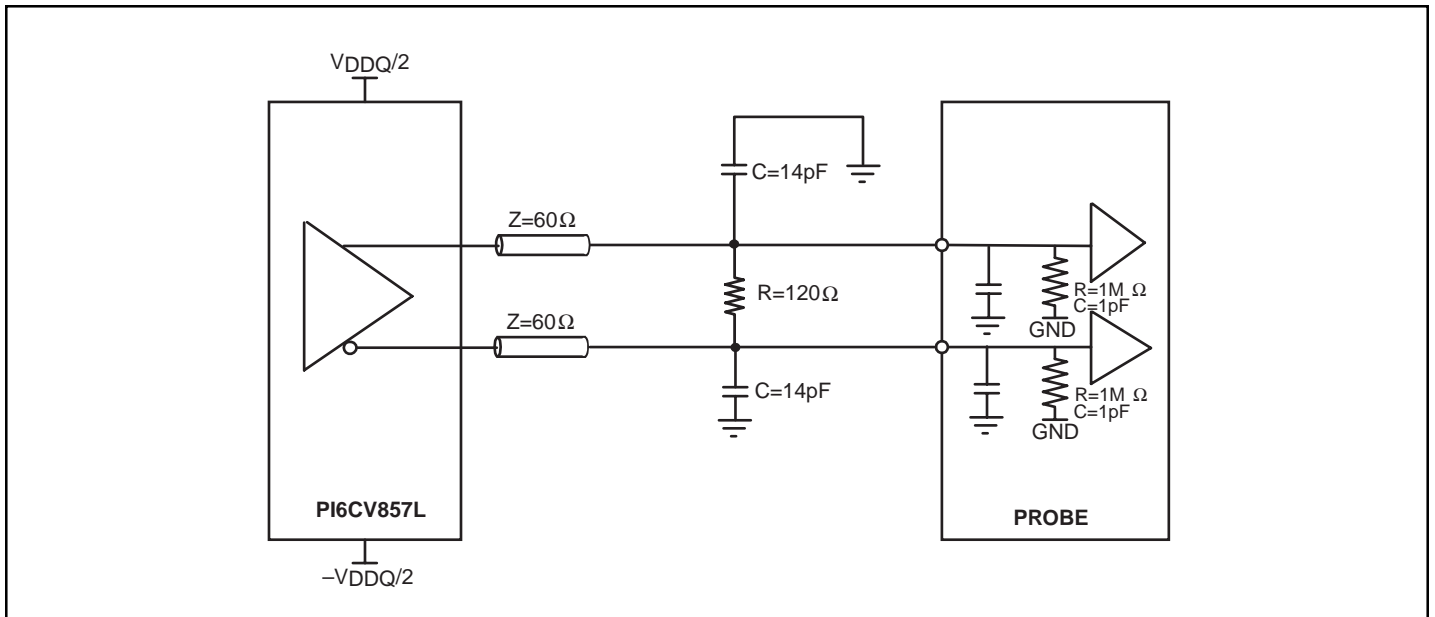 VDDQ/2
C=14pF
Z=60Ω
R=1M Ω
C=1pF
R=120Ω
GND
Z=60Ω
C=14pF
R=1M Ω
C=1pF
GND
PI6CV857L
PROBE
–VDDQ/2